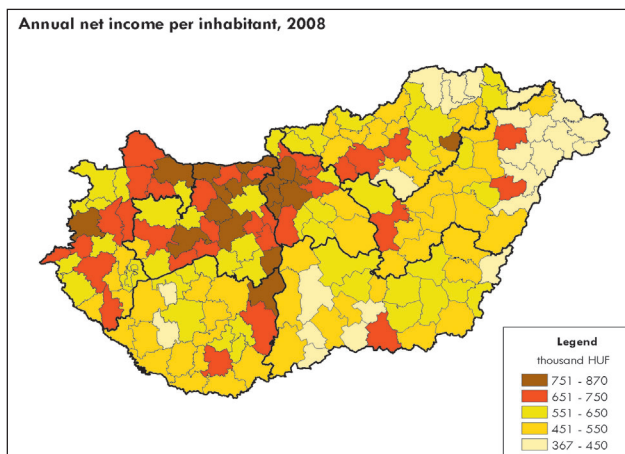 Annual net income per inhabitant, 2008
Legend
thousand HUF
751 - 870
651 - 750
551 - 650
451 - 550
367 - 450